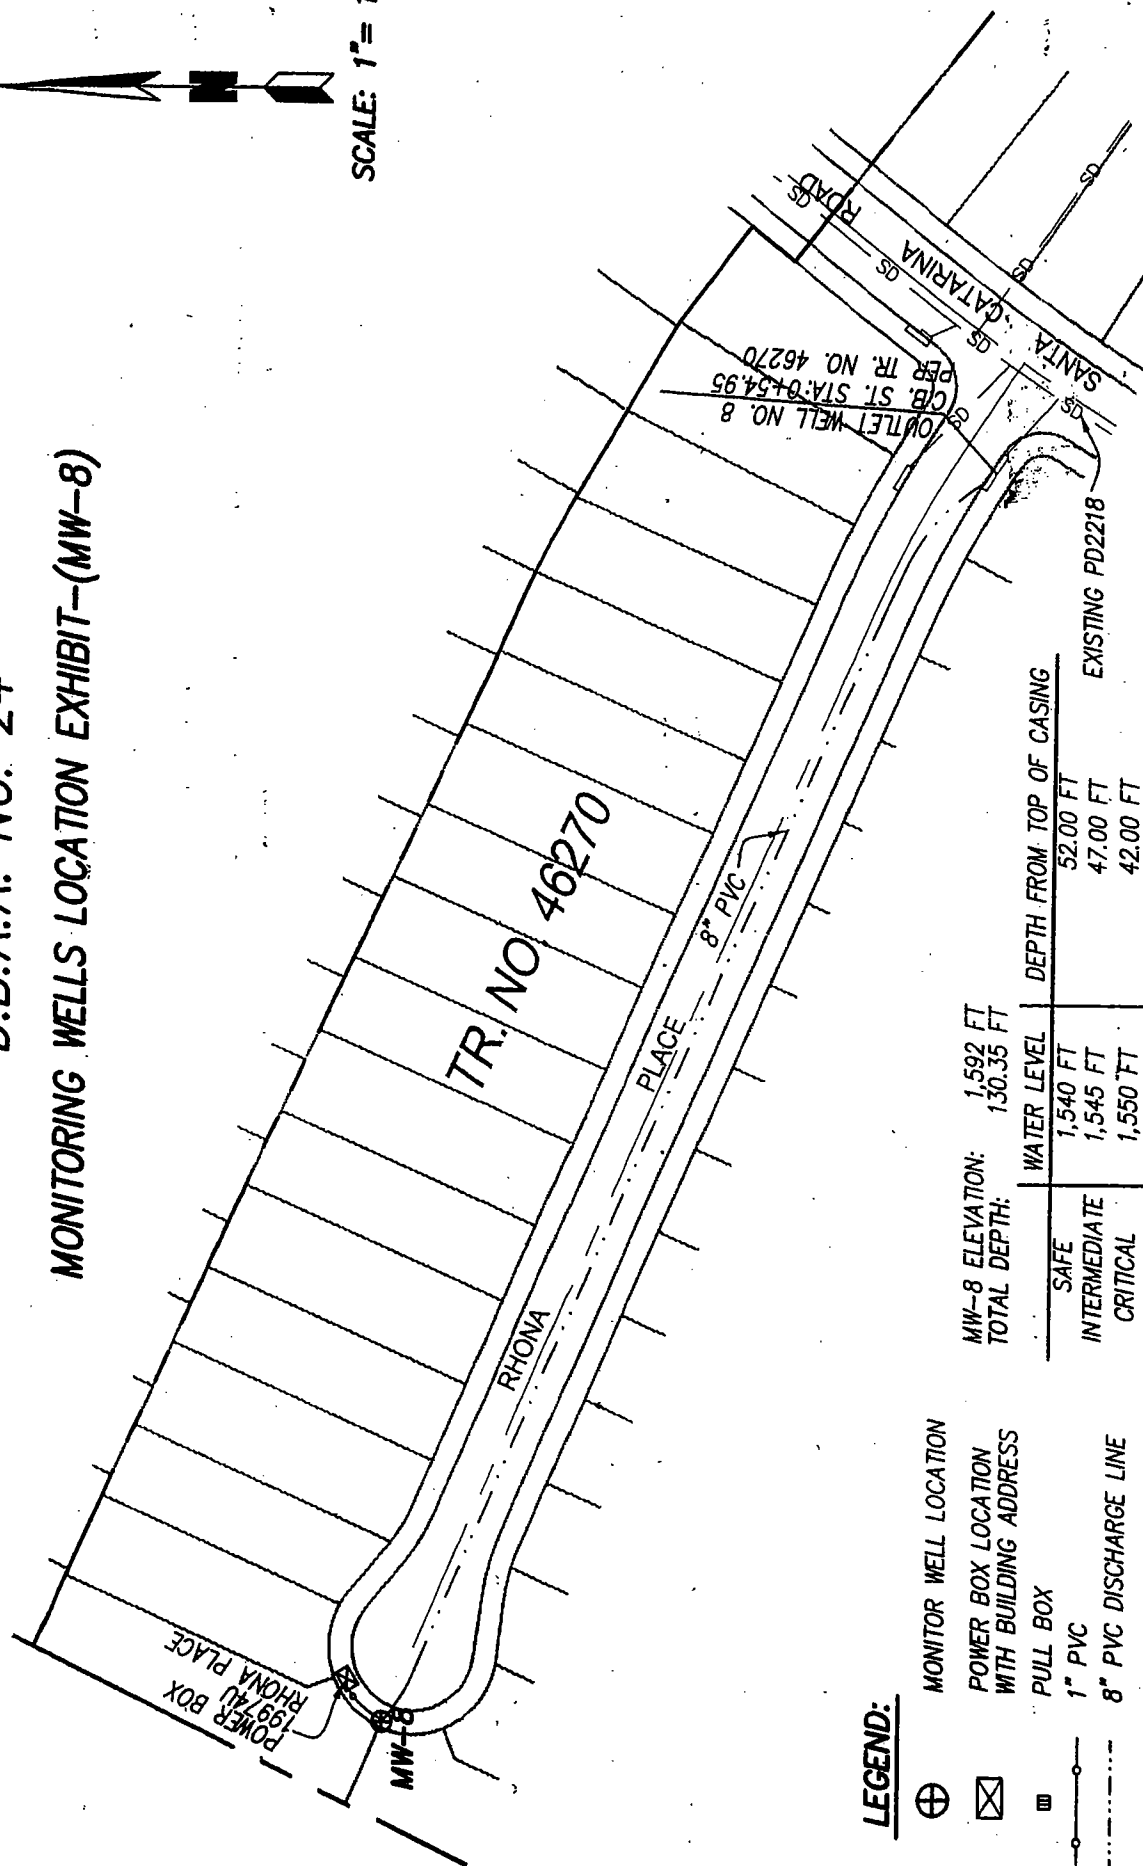 MONITORING WELLS LOCATION EXHIBIT-(MW-8)
N
SCALE: 1"=
SANTA CATARINA ROAD
SD
SD
SD
SD
SD
SD
SD
OUTLET WELL NO. 8
C/B. ST. STA: 0+54.95
PER TR. NO. 46270
TR. NO. 46270
8" PVC
RHONA PLACE
POWER BOX
19974U
RHONA PLACE
MW-8
EXISTING PD2218
MW-8 ELEVATION: 1,592 FT
TOTAL DEPTH: 130.35 FT
WATER LEVEL DEPTH FROM TOP OF CASING
SAFE 1,540 FT 52.00 FT
INTERMEDIATE 1,545 FT 47.00 FT
CRITICAL 1,550 FT 42.00 FT
LEGEND:
MONITOR WELL LOCATION
POWER BOX LOCATION
WITH BUILDING ADDRESS
PULL BOX
1" PVC
8" PVC DISCHARGE LINE